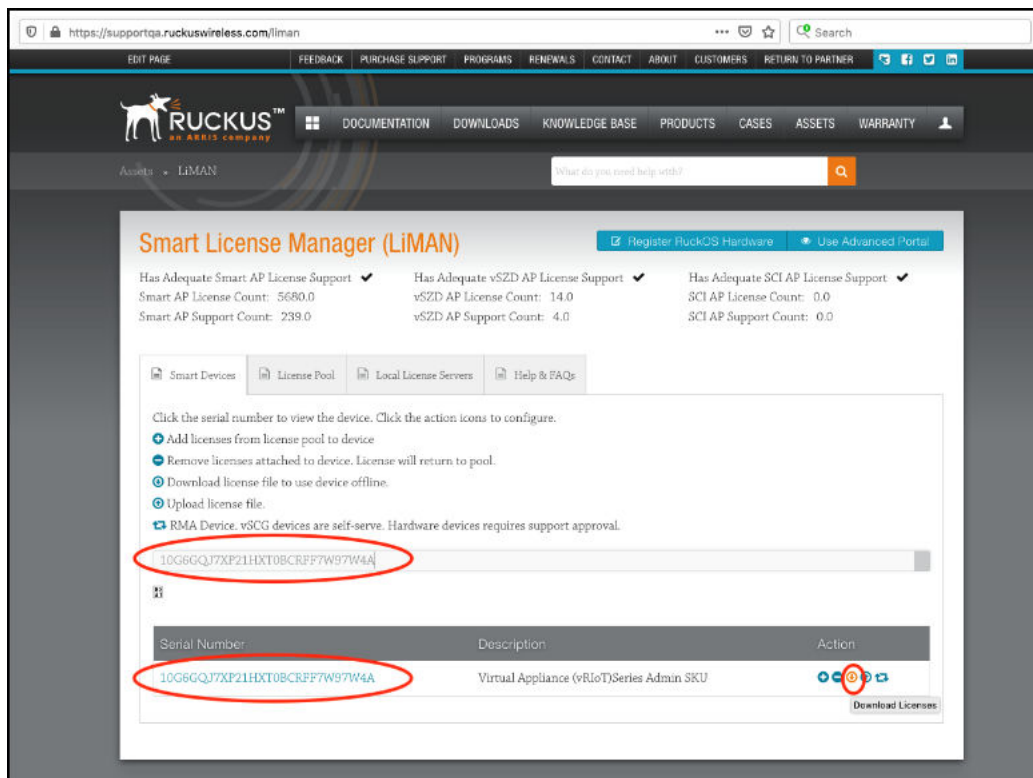 https://supportqa.ruckuswireless.com/liman
Search
EDIT PAGE FEEDBACK PURCHASE SUPPORT PROGRAMS RENEWALS CONTACT ABOUT CUSTOMERS RETURN TO PARTNER
RUCKUS™
an ARRIS company
DOCUMENTATION DOWNLOADS KNOWLEDGE BASE PRODUCTS CASES ASSETS WARRANTY
Assets LiMAN
What do you need help with?
Smart License Manager (LiMAN)
Register RuckOS Hardware Use Advanced Portal
Has Adequate Smart AP License Support Has Adequate vSZD AP License Support Has Adequate SCI AP License Support
Smart AP License Count: 5680.0 vSZD AP License Count: 14.0 SCI AP License Count: 0.0
Smart AP Support Count: 239.0 vSZD AP Support Count: 4.0 SCI AP Support Count: 0.0
Smart Devices License Pool Local License Servers Help & FAQs
Click the serial number to view the device. Click the action icons to configure.
Add licenses from license pool to device
Remove licenses attached to device. License will return to pool.
Download license file to use device offline.
Upload license file.
RMA Device. vSCG devices are self-serve. Hardware devices requires support approval.
10G6GQJ7XP21HXT0BCRFF7W97W4A
Serial Number Description Action
10G6GQJ7XP21HXT0BCRFF7W97W4A Virtual Appliance (vRIoT)Series Admin SKU
Download Licenses